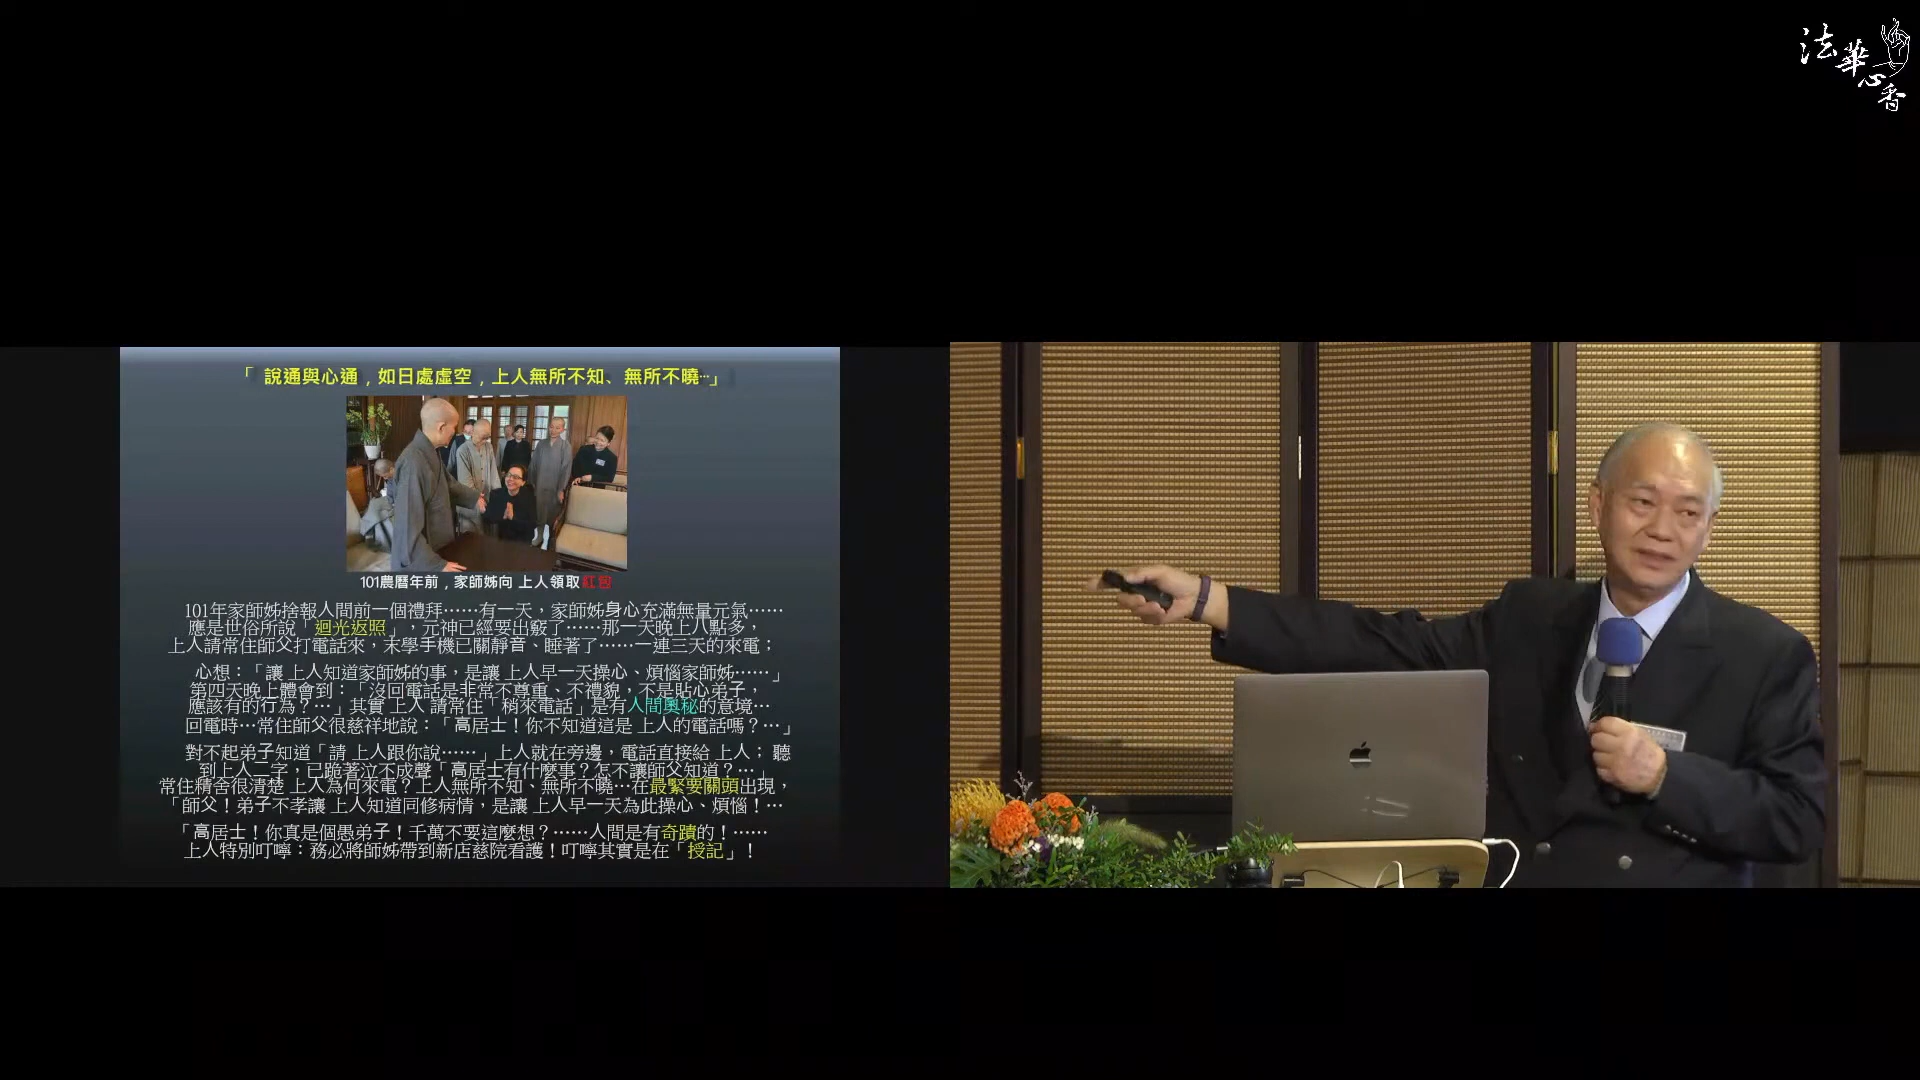 法華心香
「 說通與心通，如日處虛空，上人無所不知、無所不曉…」
101農曆年前，家師姊向 上人領取紅包
101年家師姊捨報人間前一個禮拜……有一天，家師姊身心充滿無量元氣……
應是世俗所說「迴光返照」，元神已經要出竅了……那一天晚上八點多，
上人請常住師父打電話來，末學手機已關靜音、睡著了……一連三天的來電；
心想：「讓 上人知道家師姊的事，是讓 上人早一天操心、煩惱家師姊……」
第四天晚上體會到：「沒回電話是非常不尊重、不禮貌，不是貼心弟子，
應該有的行為？…」其實 上人 請常住「稍來電話」是有人間奧秘的意境…
回電時…常住師父很慈祥地說：「高居士！你不知道這是 上人的電話嗎？…」
對不起弟子知道「請 上人跟你說……」上人就在旁邊，電話直接給 上人； 聽
到上人二字，已跪著泣不成聲「高居士有什麼事？怎不讓師父知道？…」
常住精舍很清楚 上人為何來電？上人無所不知、無所不曉…在最緊要關頭出現，
「師父！弟子不孝讓 上人知道同修病情，是讓 上人早一天為此操心、煩惱！…
「高居士！你真是個愚弟子！千萬不要這麼想？……人間是有奇蹟的！……
上人特別叮嚀：務必將師姊帶到新店慈院看護！叮嚀其實是在「授記」！